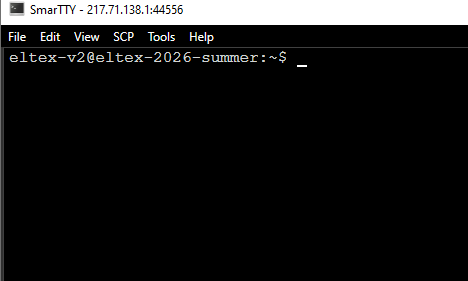 SmarTTY - 217.71.138.1:44556
File Edit View SCP Tools Help
eltex-v2@eltex-2026-summer:~$ _